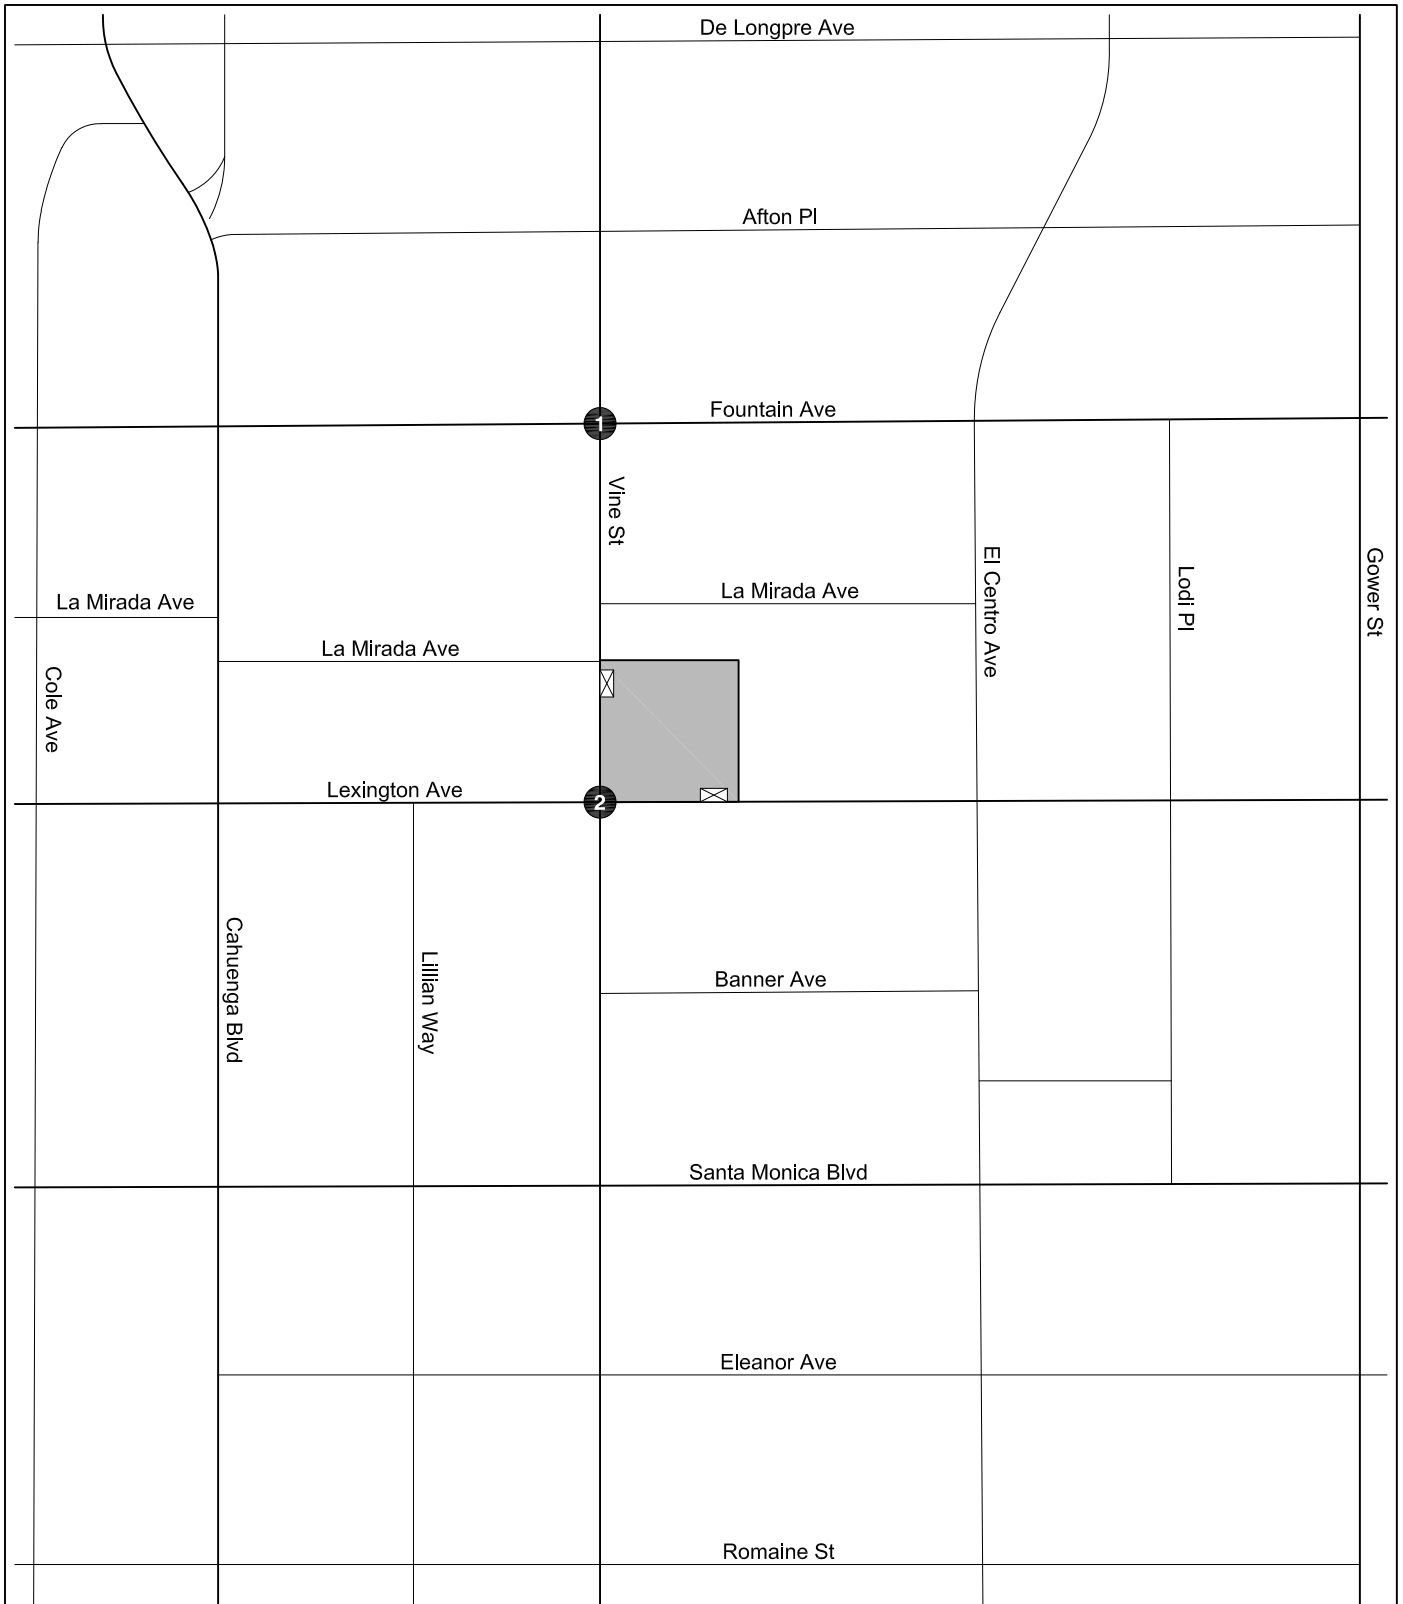 De Longpre Ave
Afton Pl
Fountain Ave
1
Vine St
El Centro Ave
Gower St
Lodi Pl
La Mirada Ave
La Mirada Ave
La Mirada Ave
Cole Ave
Lexington Ave
2
Cahuenga Blvd
Lillian Way
Banner Ave
Santa Monica Blvd
Eleanor Ave
Romaine St